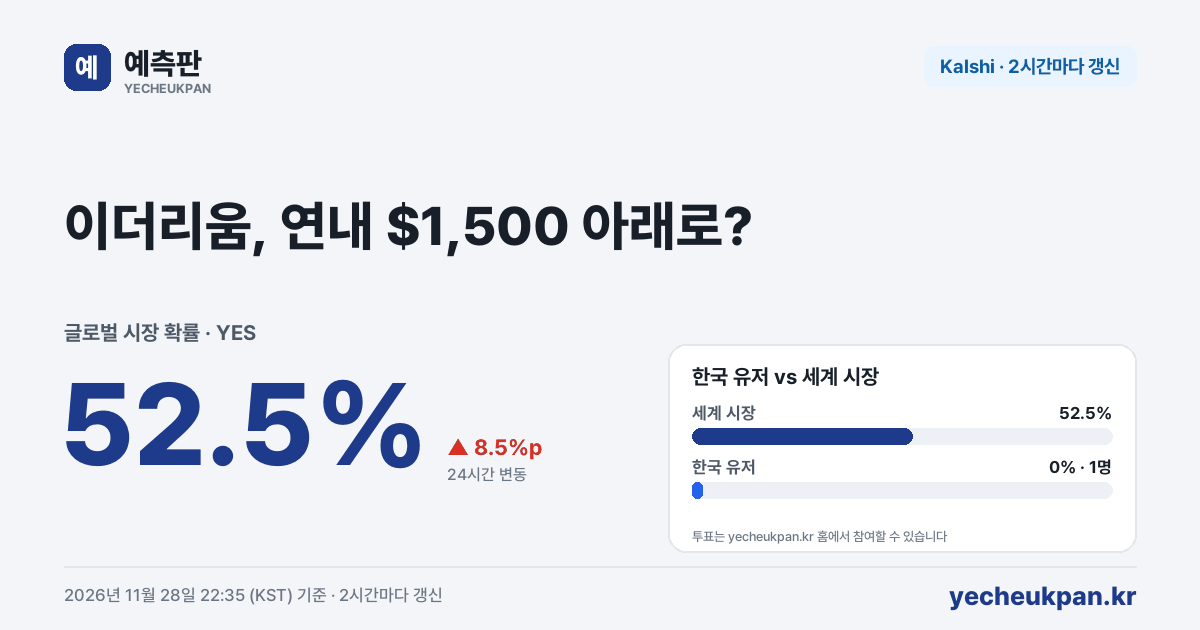 예
예측판
YECHEUKPAN
Kalshi · 2시간마다 갱신
이더리움, 연내 $1,500 아래로?
글로벌 시장 확률 · YES
52.5%
▲ 8.5%p
24시간 변동
한국 유저 vs 세계 시장
세계 시장 52.5%
한국 유저 0% · 1명
투표는 yecheukpan.kr 홈에서 참여할 수 있습니다
2026년 11월 28일 22:35 (KST) 기준 · 2시간마다 갱신
yecheukpan.kr